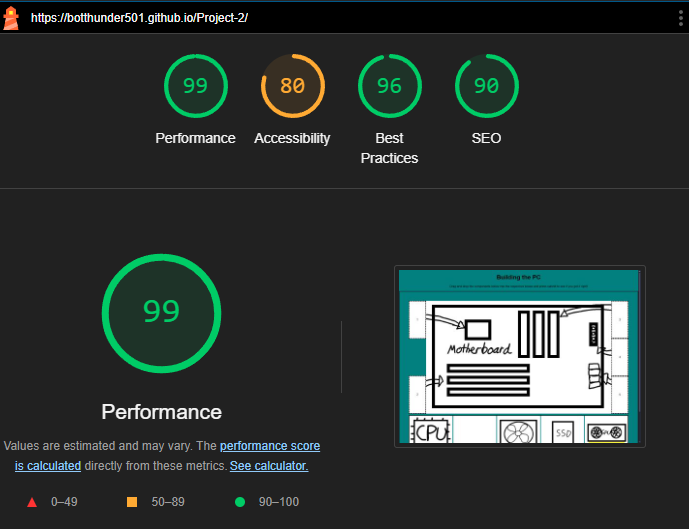 https://botthunder501.github.io/Project-2/
99
80
96
90
Performance
Accessibility
Best
Practices
SEO
99
Performance
Values are estimated and may vary. The performance score
is calculated directly from these metrics. See calculator.
0–49
50–89
90–100
Building the PC
Motherboard
CPU
SSD